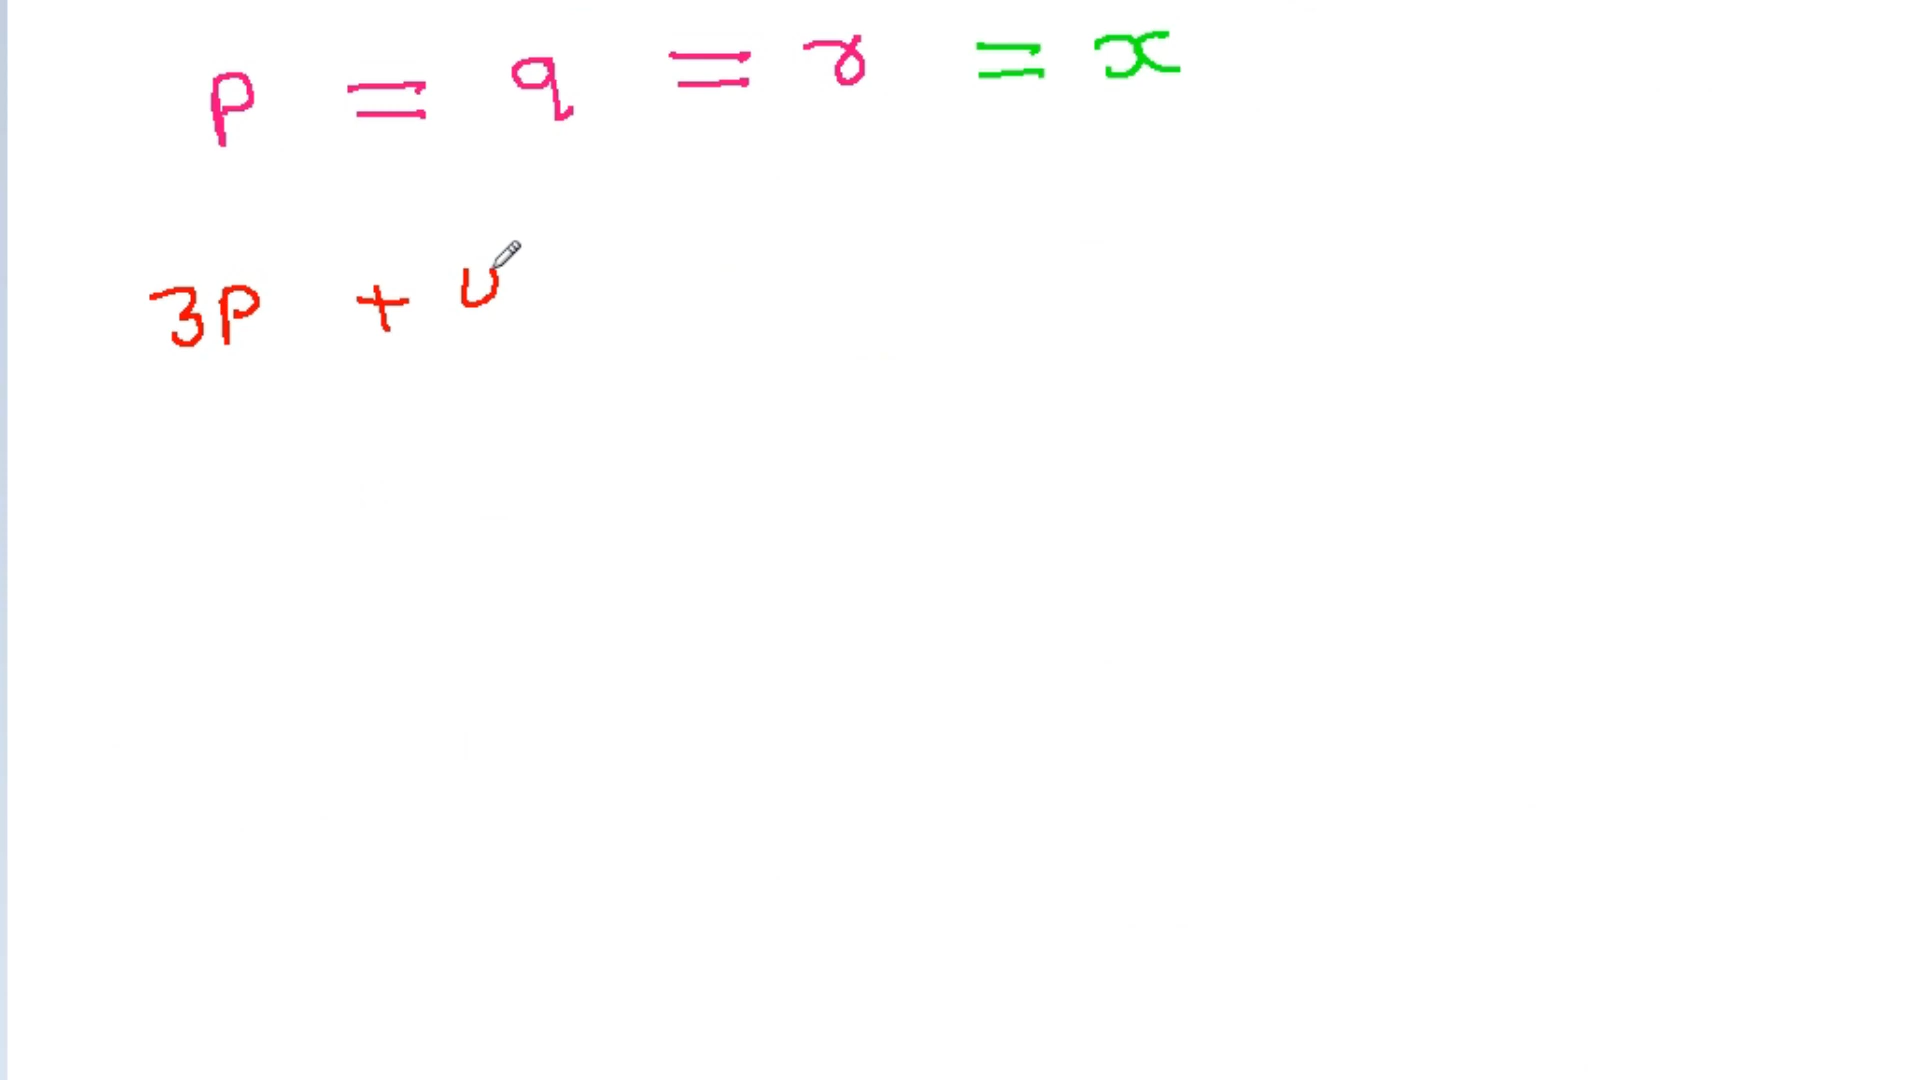 p = q = r = x
3p + u